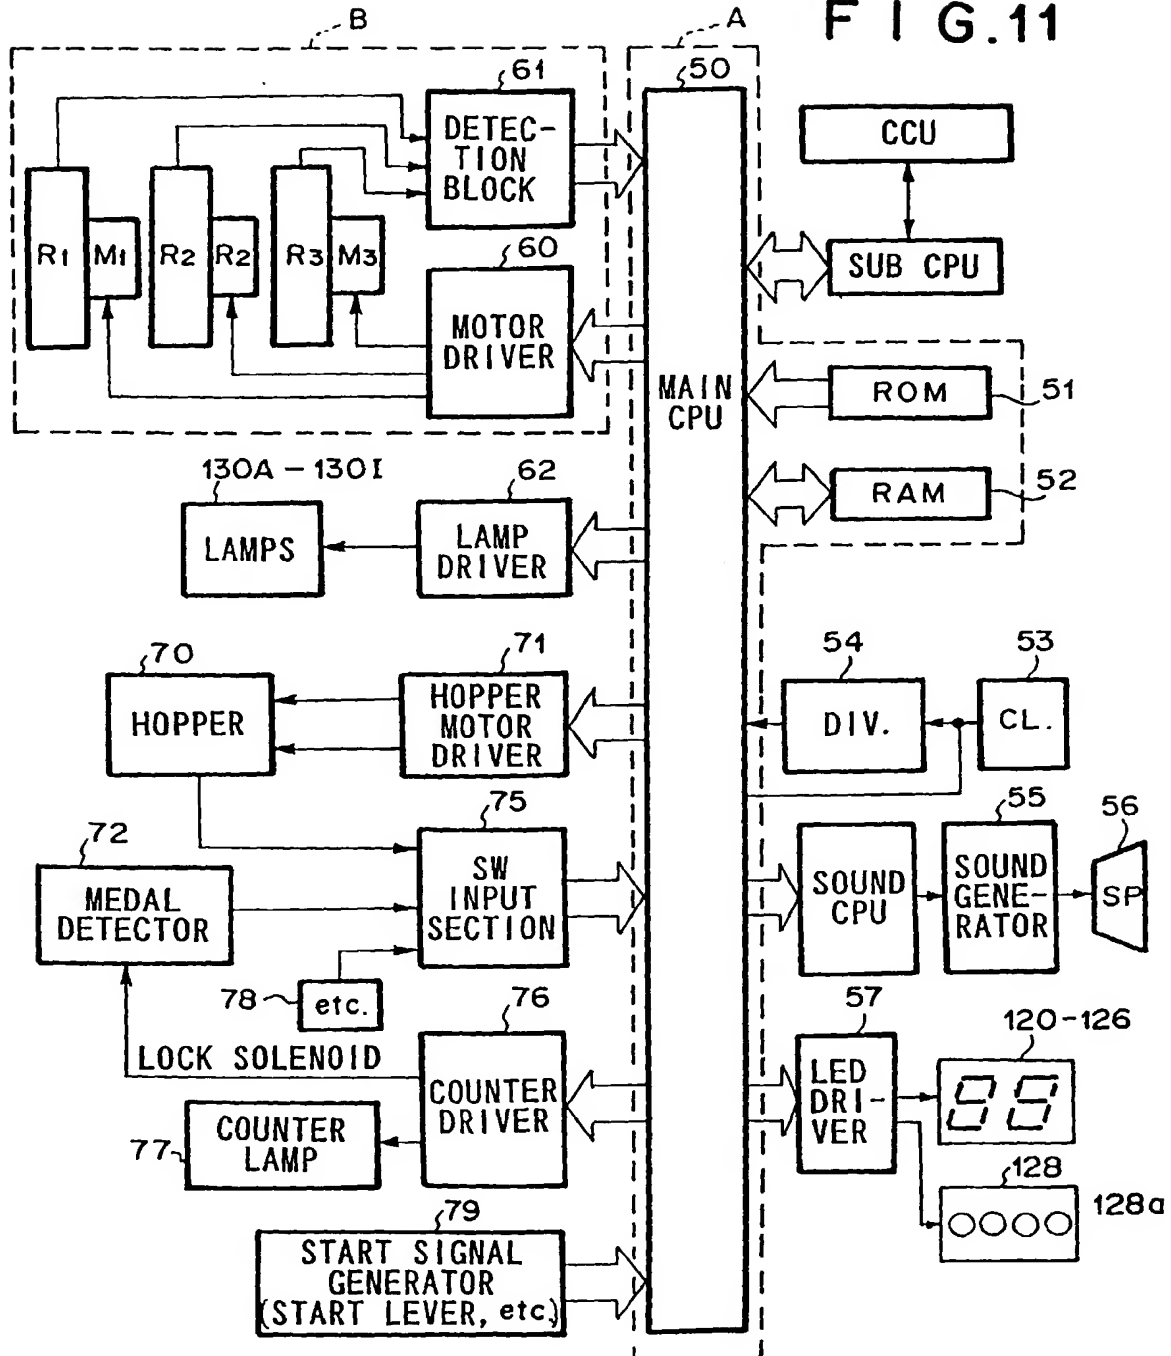 FIG.11
B
A
61
50
DETEC-
TION
BLOCK
CCU
R1
M1
R2
R2
R3
M3
60
SUB CPU
MOTOR
DRIVER
MAIN
CPU
ROM
51
130A-130I
62
RAM
52
LAMPS
LAMP
DRIVER
70
71
54
53
HOPPER
HOPPER
MOTOR
DRIVER
DIV.
CL.
72
75
55
56
MEDAL
DETECTOR
SW
INPUT
SECTION
SOUND
CPU
SOUND
GENE-
RATOR
SP
78
etc.
76
57
120-126
LOCK SOLENOID
COUNTER
DRIVER
LED
DRI-
VER
99
77
COUNTER
LAMP
128
128a
79
START SIGNAL
GENERATOR
(START LEVER, etc.)